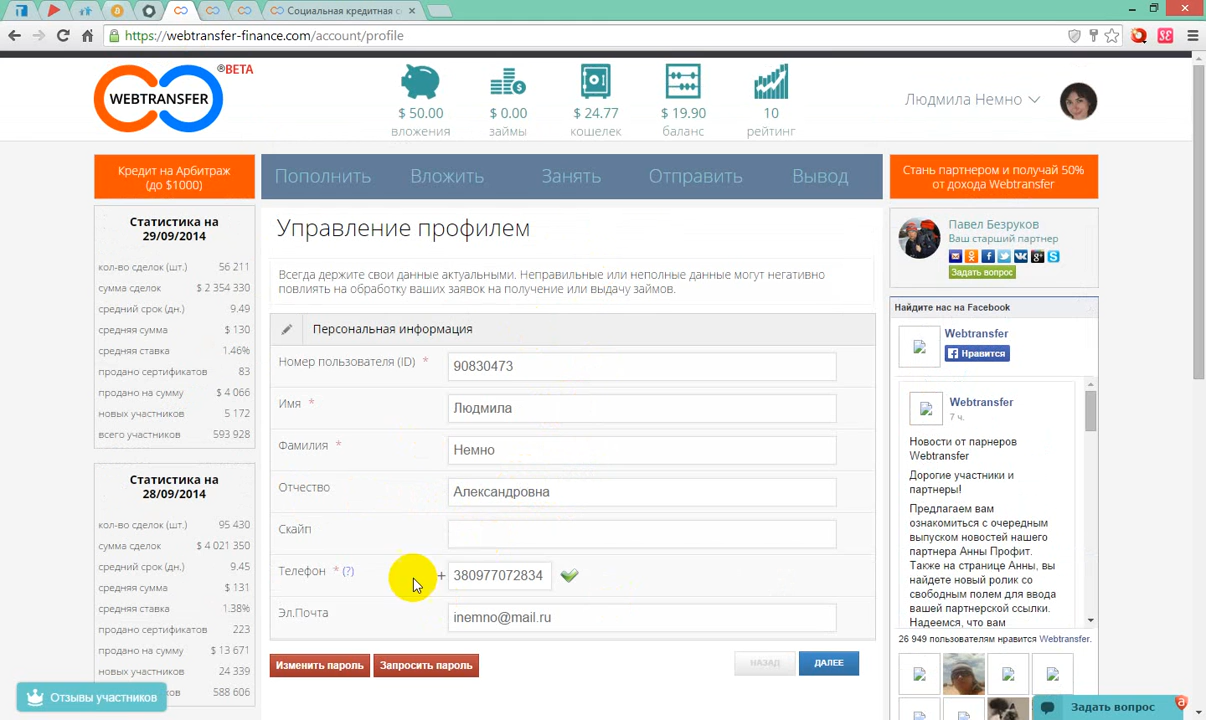 Социальная кредитная с
https://webtransfer-finance.com/account/profile
WEBTRANSFER
®BETA
$ 50.00
вложения
$ 0.00
займы
$ 24.77
кошелек
$ 19.90
баланс
10
рейтинг
Людмила Немно
Кредит на Арбитраж
(до $1000)
Пополнить Вложить Занять Отправить Вывод
Стань партнером и получай 50%
от дохода Webtransfer
Статистика на
29/09/2014
кол-во сделок (шт.) 56 211
сумма сделок $ 2 354 330
средний срок (дн.) 9.49
средняя сумма $ 130
средняя ставка 1.46%
продано сертификатов 83
продано на сумму $ 4 066
новых участников 5 172
всего участников 593 928
Статистика на
28/09/2014
кол-во сделок (шт.) 95 430
сумма сделок $ 4 021 350
средний срок (дн.) 9.45
средняя сумма $ 131
средняя ставка 1.38%
продано сертификатов 223
продано на сумму $ 13 671
новых участников 24 339
ков 588 606
Отзывы участников
Управление профилем
Всегда держите свои данные актуальными. Неправильные или неполные данные могут негативно
повлиять на обработку ваших заявок на получение или выдачу займов.
Персональная информация
Номер пользователя (ID) * 90830473
Имя * Людмила
Фамилия * Немно
Отчество Александровна
Скайп
Телефон * (?) + 380977072834
Эл.Почта inemno@mail.ru
Изменить пароль Запросить пароль НАЗАД ДАЛЕЕ
Павел Безруков
Ваш старший партнер
Задать вопрос
Найдите нас на Facebook
Webtransfer
Нравится
Webtransfer
7 ч.
Новости от парнеров
Webtransfer
Дорогие участники и
партнеры!
Предлагаем вам
ознакомиться с очередным
выпуском новостей нашего
партнера Анны Профит.
Также на странице Анны, вы
найдете новый ролик со
свободным полем для ввода
вашей партнерской ссылки.
Надеемся, что вам
26 949 пользователям нравится Webtransfer.
Задать вопрос